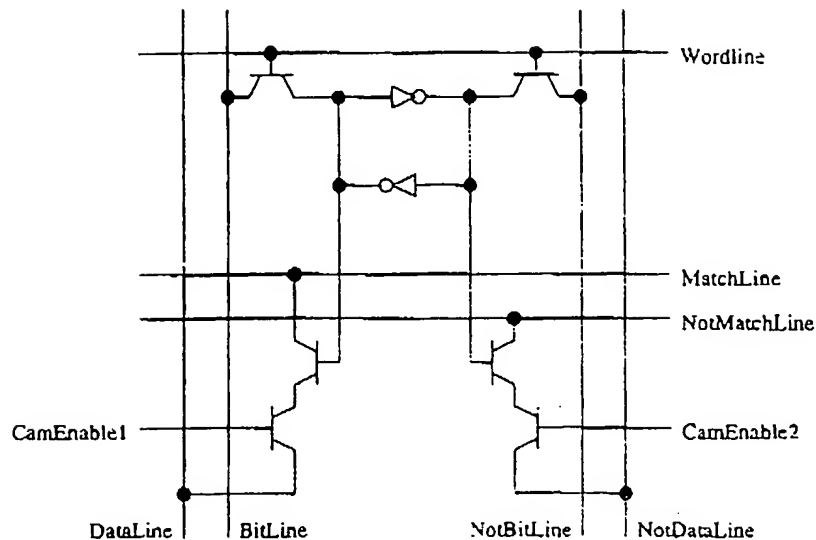 Wordline
MatchLine
NotMatchLine
CamEnable1
CamEnable2
DataLine
BitLine
NotBitLine
NotDataLine